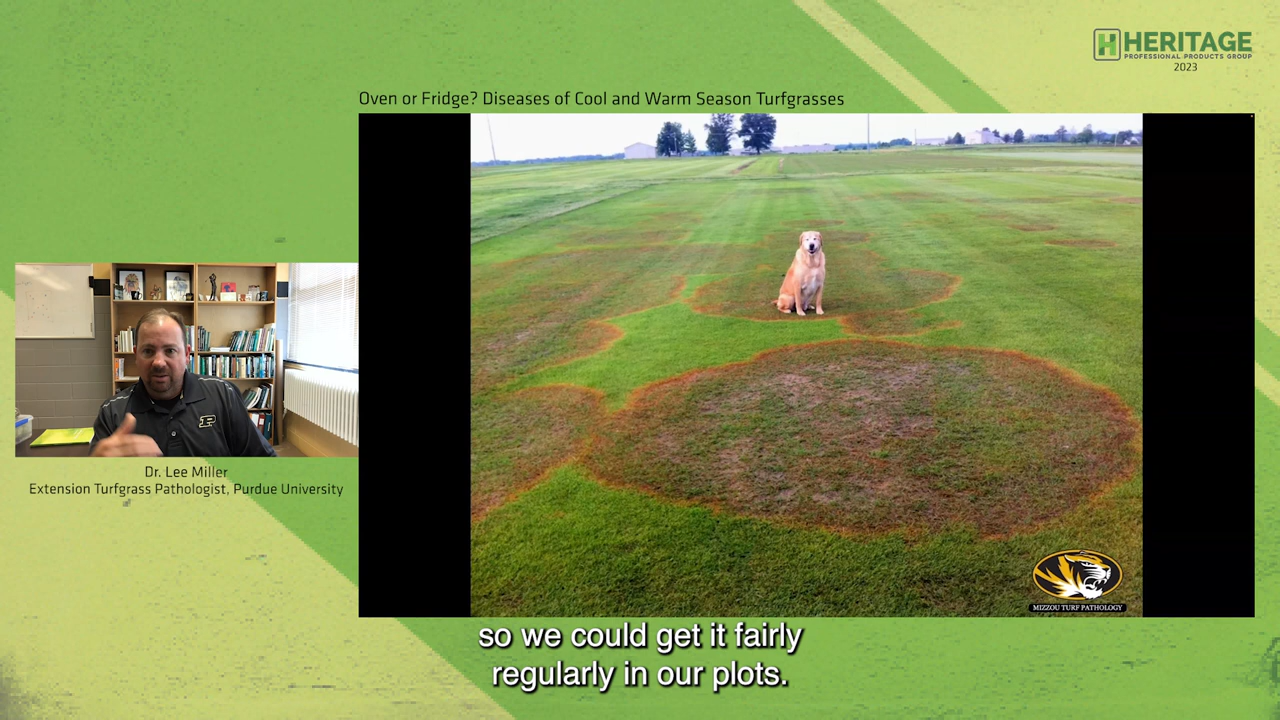 HERITAGE
PROFESSIONAL PRODUCTS GROUP
2023
Oven or Fridge? Diseases of Cool and Warm Season Turfgrasses
Dr. Lee Miller
Extension Turfgrass Pathologist, Purdue University
MIZZOU TURF PATHOLOGY
so we could get it fairly
regularly in our plots.